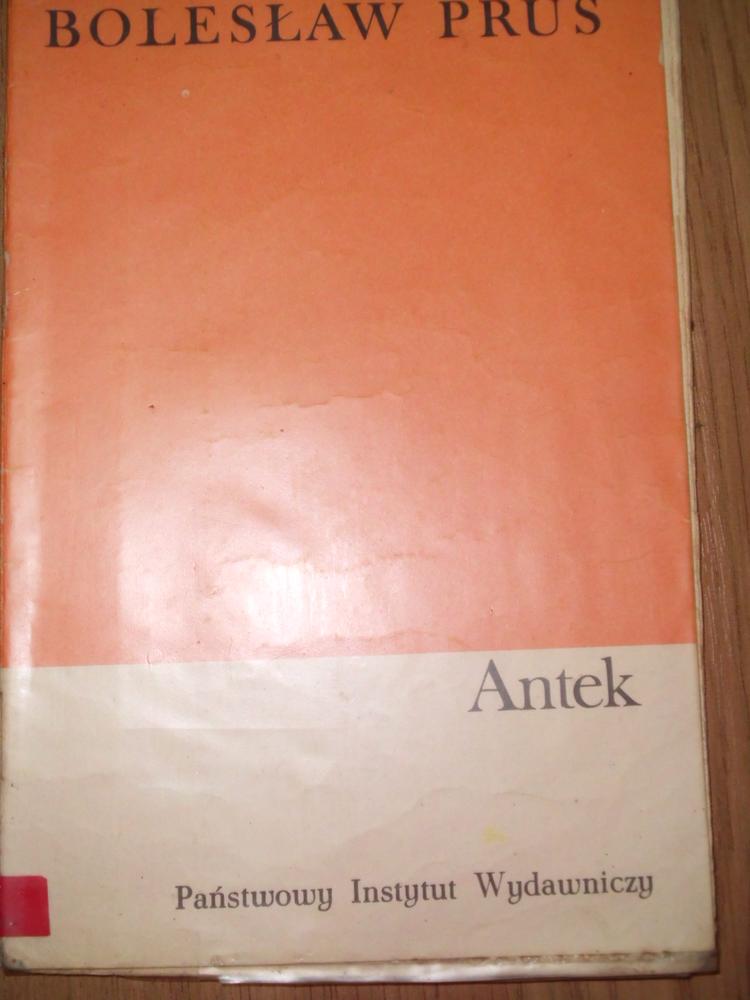 BOLESŁAW PRUS
Antek
Państwowy Instytut Wydawniczy